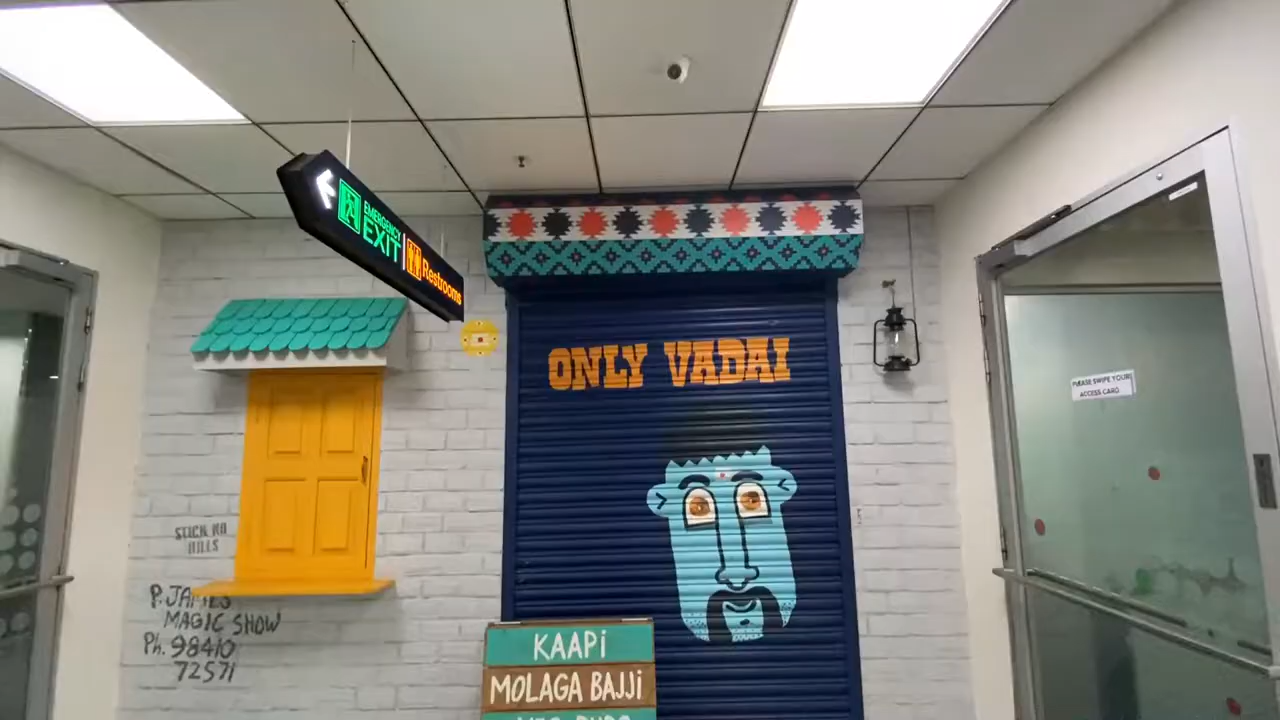 EMERGENCY
EXIT
Restrooms
ONLY VADAI
PLEASE SWIPE YOUR
ACCESS CARD
STICK NO
BILLS
P. JAMES
MAGIC SHOW
Ph. 98410
72571
KAAPi
MOLAGA BAJJi